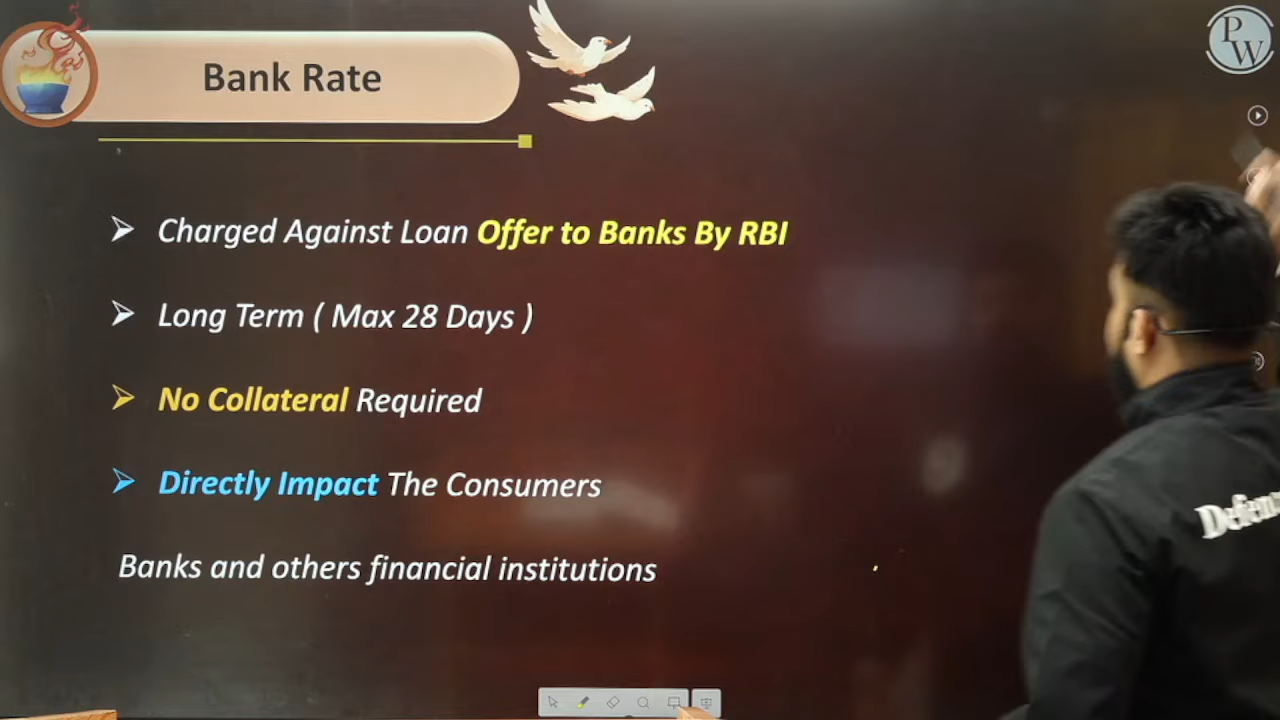 Bank Rate
PW
Charged Against Loan Offer to Banks By RBI
Long Term ( Max 28 Days )
No Collateral Required
Directly Impact The Consumers
Banks and others financial institutions